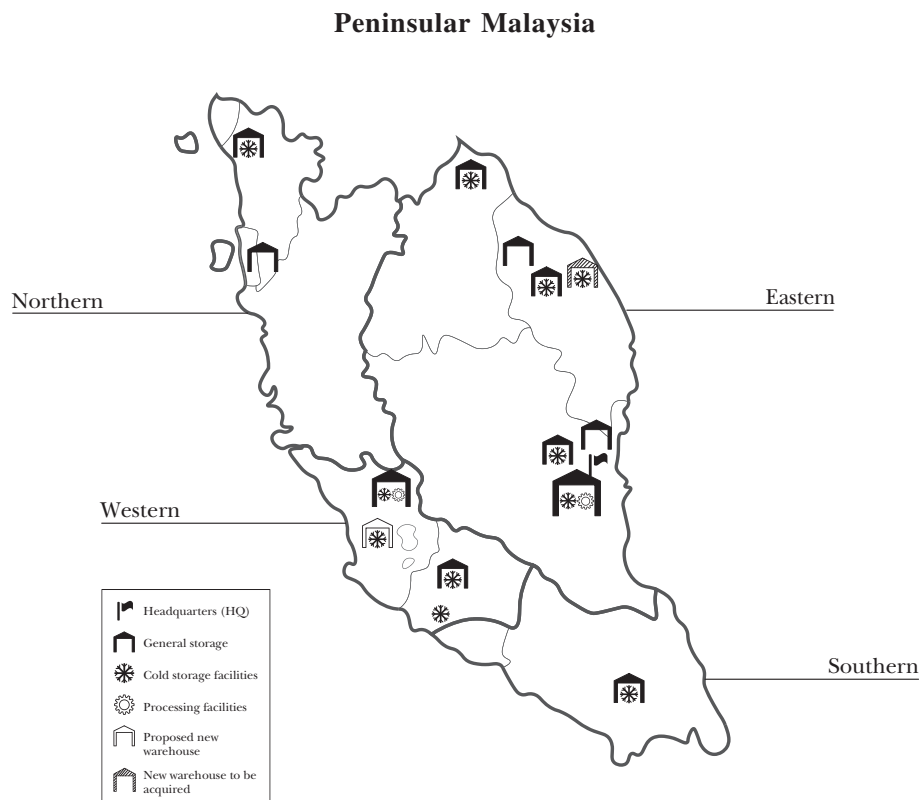 Peninsular Malaysia
Northern
Eastern
Western
Southern
Headquarters (HQ)
General storage
Cold storage facilities
Processing facilities
Proposed new
warehouse
New warehouse to be
acquired